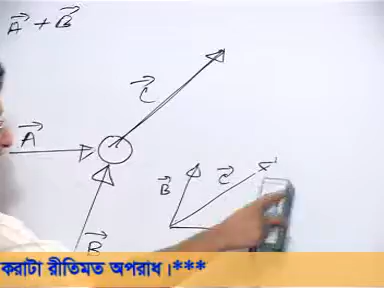 A⃗ + B⃗
C⃗
A⃗
B⃗ C⃗
B⃗
করাটা রীতিমত অপরাধ।***